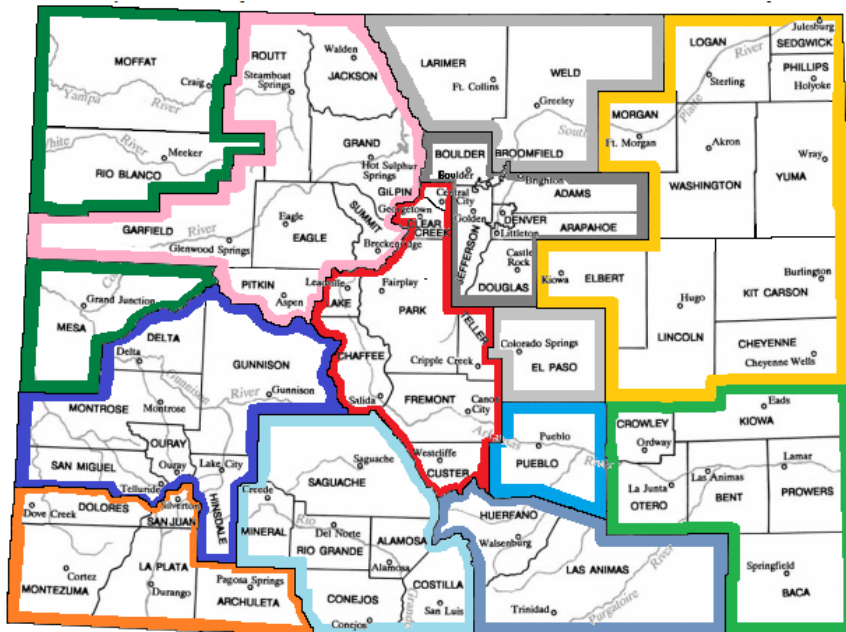 MOFFAT
Craig
Yampa River
White River
Meeker
RIO BLANCO
ROUTT
Steamboat
Springs
Walden
JACKSON
GRAND
Hot Sulphur
Springs
LARIMER
Ft. Collins
WELD
Greeley
South
Platte
River
LOGAN
Sterling
Julesburg
SEDGWICK
PHILLIPS
Holyoke
MORGAN
Ft. Morgan
Akron
WASHINGTON
Wray
YUMA
BOULDER
Boulder
BROOMFIELD
Brighton
ADAMS
GILPIN
Central
City
Georgetown
CLEAR
CREEK
Golden
JEFFERSON
DENVER
ARAPAHOE
Littleton
Castle
Rock
DOUGLAS
GARFIELD
River
Glenwood Springs
Eagle
EAGLE
SUMMIT
Breckenridge
PITKIN
Aspen
Leadville
LAKE
Fairplay
PARK
TELLER
Cripple Creek
Kiowa
ELBERT
Hugo
LINCOLN
Burlington
KIT CARSON
CHEYENNE
Cheyenne Wells
Colorado Springs
EL PASO
MESA
Grand Junction
DELTA
Delta
GUNNISON
Gunnison
Gunnison River
MONTROSE
Montrose
OURAY
Ouray
SAN MIGUEL
Telluride
Lake City
HINSDALE
CHAFFEE
Salida
FREMONT
Canon
City
Westcliffe
CUSTER
Pueblo
PUEBLO
River
CROWLEY
Ordway
Eads
KIOWA
La Junta
OTERO
Las Animas
BENT
Lamar
PROWERS
DOLORES
Dove Creek
Silverton
SAN JUAN
MONTEZUMA
Cortez
LA PLATA
Durango
Pagosa Springs
ARCHULETA
Saguache
SAGUACHE
Creede
MINERAL
Rio
Del Norte
RIO GRANDE
ALAMOSA
Alamosa
Grande
CONEJOS
Conejos
COSTILLA
San Luis
HUERFANO
Walsenburg
LAS ANIMAS
Trinidad
Purgatoire
River
Springfield
BACA